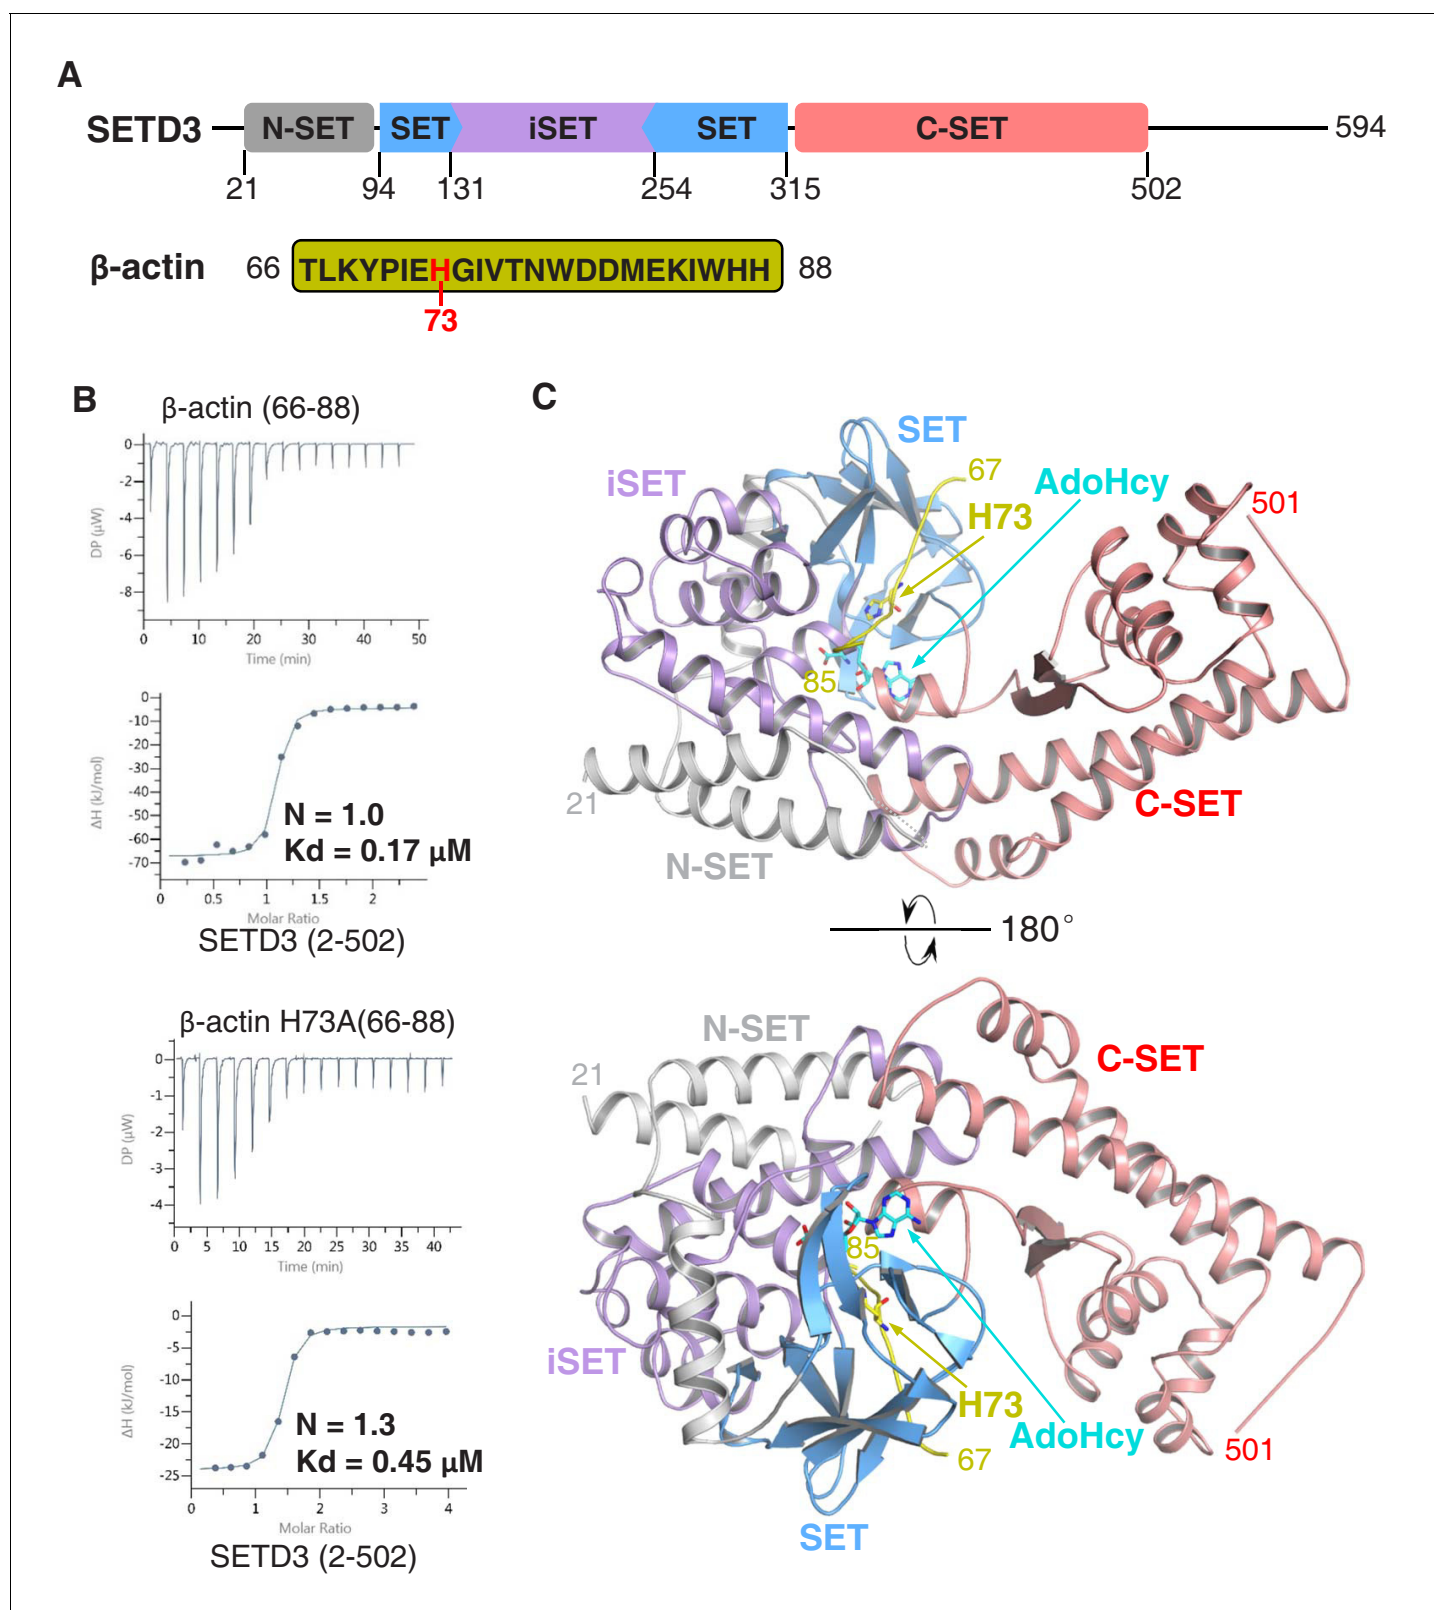 A
SETD3 N-SET SET iSET SET C-SET 594
21 94 131 254 315 502
β-actin 66 TLKYPIEHGIVTNWDDMEKIWHH 88
73
B
β-actin (66-88)
0
-2
-4
-6
-8
DP (µW)
0 10 20 30 40 50
Time (min)
0
-10
-20
-30
-40
-50
-60
-70
ΔH (kJ/mol)
N = 1.0
Kd = 0.17 µM
0 0.5 1 1.5 2
Molar Ratio
SETD3 (2-502)
β-actin H73A(66-88)
0
-1
-2
-3
-4
DP (µW)
0 5 10 15 20 25 30 35 40
Time (min)
0
-5
-10
-15
-20
-25
ΔH (kJ/mol)
N = 1.3
Kd = 0.45 µM
0 1 2 3 4
Molar Ratio
SETD3 (2-502)
C
SET
iSET
67
AdoHcy
H73
501
85
21
C-SET
N-SET
180°
N-SET
C-SET
21
85
iSET
H73
AdoHcy
67
501
SET